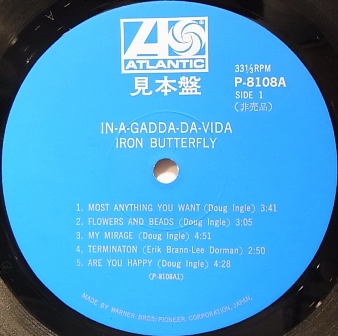 ATLANTIC
見本盤
33⅓RPM
P-8108A
SIDE 1
(非売品)
IN-A-GADDA-DA-VIDA
IRON BUTTERFLY
1. MOST ANYTHING YOU WANT (Doug Ingle) 3:41
2. FLOWERS AND BEADS (Doug Ingle) 3:05
3. MY MIRAGE (Doug Ingle) 4:51
4. TERMINATON (Erik Brann-Lee Dorman) 2:50
5. ARE YOU HAPPY (Doug Ingle) 4:28
(P-8108A1)
MADE BY WARNER BROS. PIONEER CORPORATION, JAPAN.